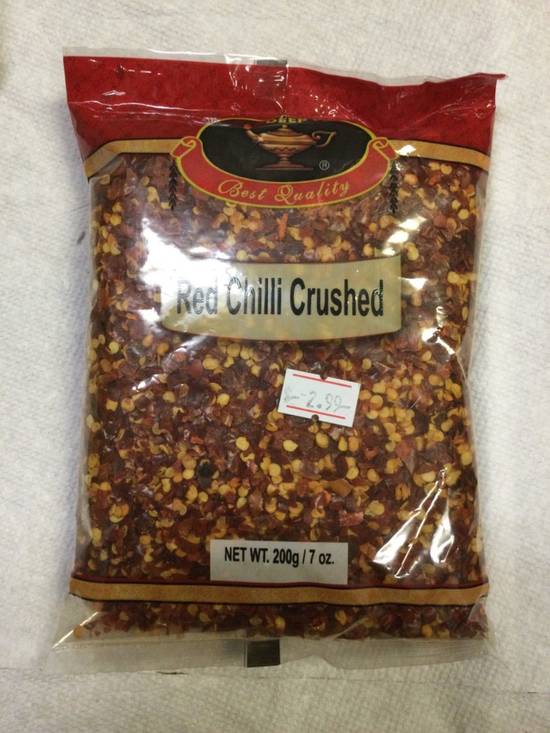 DEEP
®
Best Quality
Red Chilli Crushed
2.99
NET WT. 200g / 7 oz.